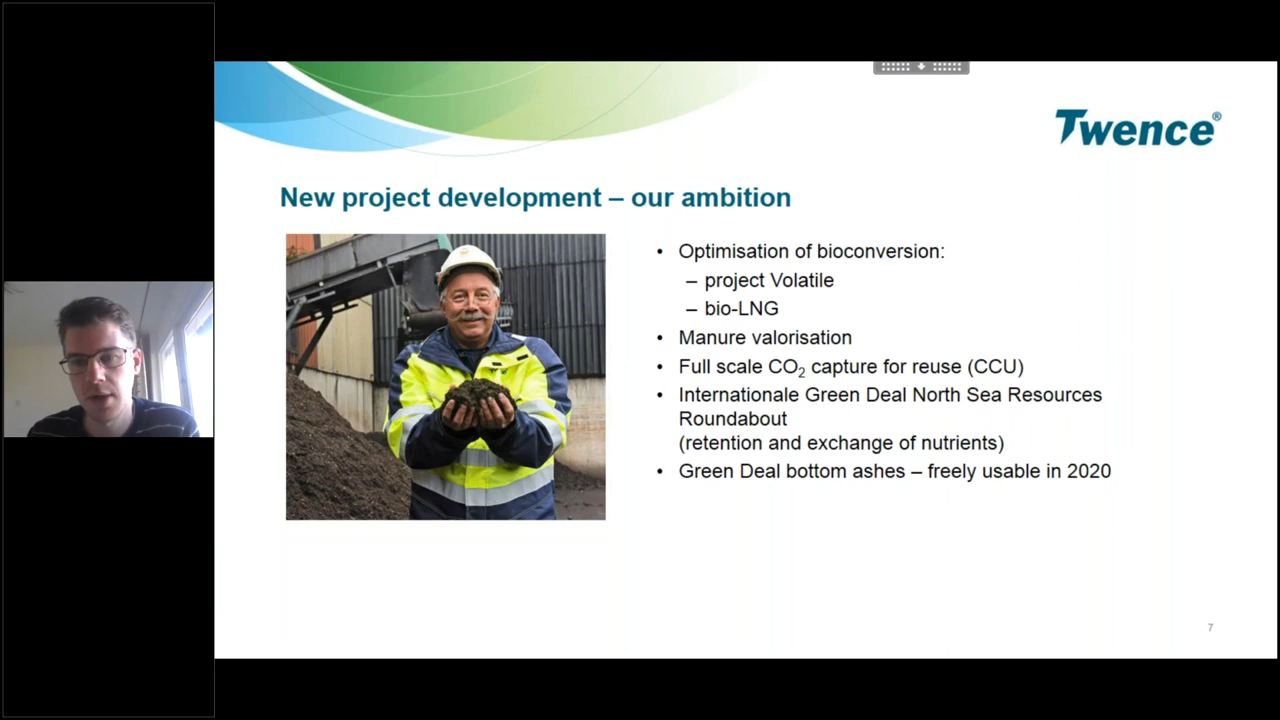 Twence®
New project development – our ambition
• Optimisation of bioconversion:
– project Volatile
– bio-LNG
• Manure valorisation
• Full scale CO₂ capture for reuse (CCU)
• Internationale Green Deal North Sea Resources
Roundabout
(retention and exchange of nutrients)
• Green Deal bottom ashes – freely usable in 2020
7